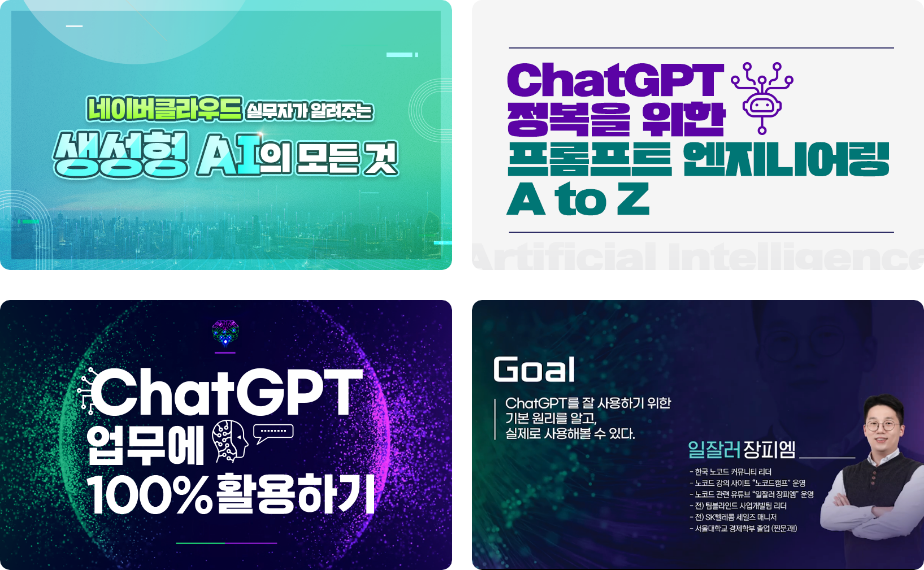 네이버클라우드 실무자가 알려주는
생성형 AI의 모든 것
ChatGPT
정복을 위한
프롬프트 엔지니어링
A to Z
Artificial Intelligence
ChatGPT
업무에
100% 활용하기
Goal
ChatGPT를 잘 사용하기 위한
기본 원리를 알고,
실제로 사용해볼 수 있다.
일잘러 장피엠
- 한국 노코드 커뮤니티 리더
- 노코드 강의 사이트 "노코드캠프" 운영
- 노코드 관련 유튜브 "일잘러 장피엠" 운영
- 전) 팀블라인드 사업개발팀 리더
- 전) SK텔레콤 세일즈 매니저
- 서울대학교 경제학부 졸업 (찐문과!)